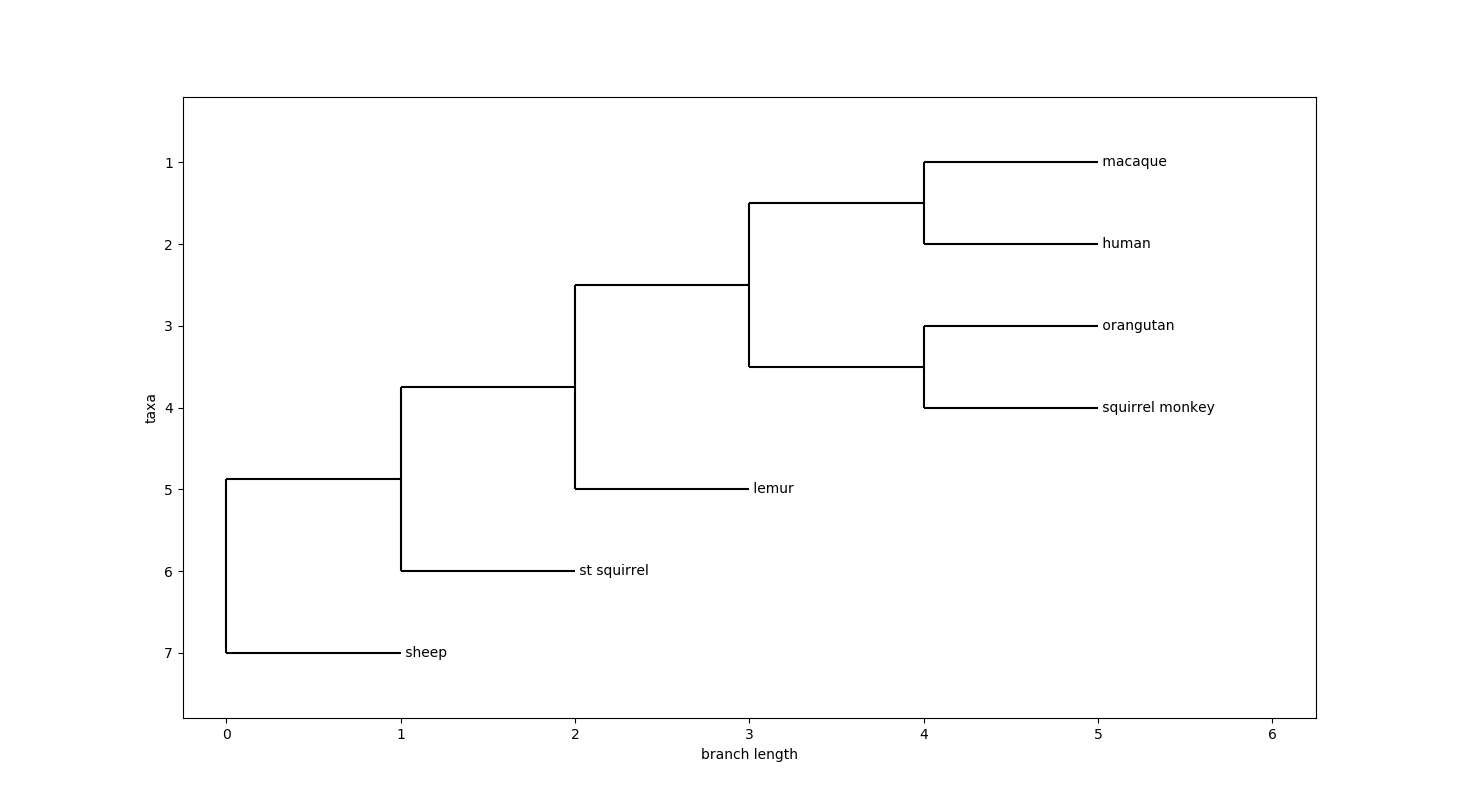 1
macaque
2
human
3
orangutan
taxa
4
squirrel monkey
5
lemur
6
st squirrel
7
sheep
0 1 2 3 4 5 6
branch length